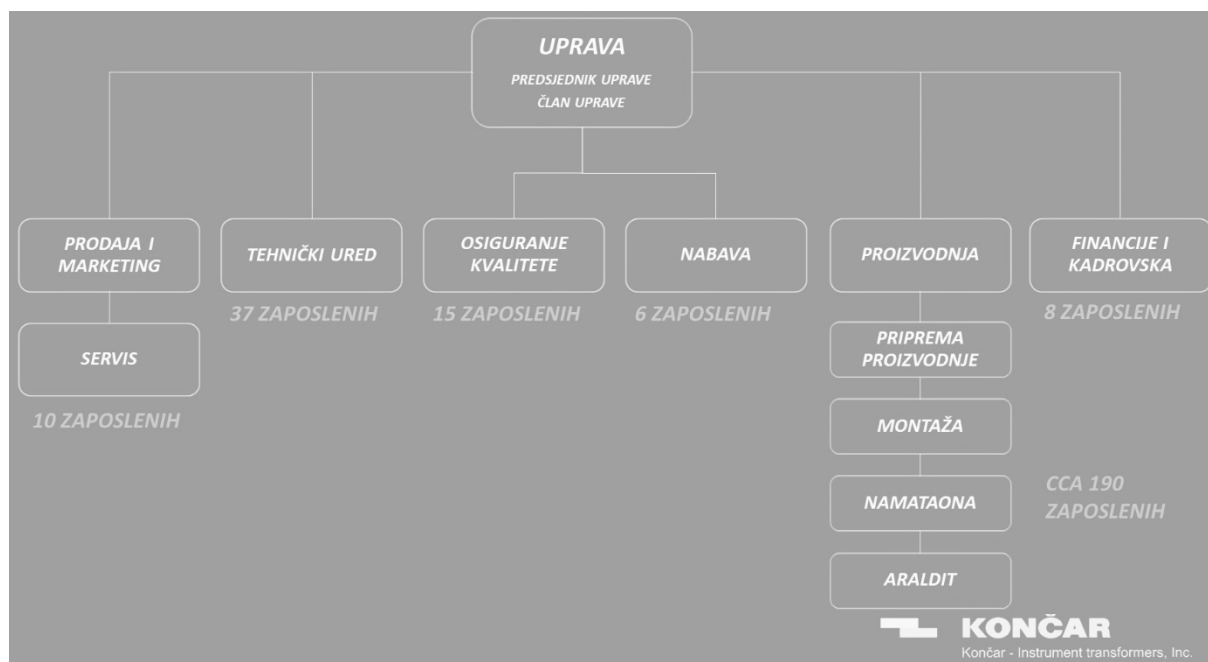 UPRAVA
PREDSJEDNIK UPRAVE
ČLAN UPRAVE
PRODAJA I
MARKETING
SERVIS
10 ZAPOSLENIH
TEHNIČKI URED
37 ZAPOSLENIH
OSIGURANJE
KVALITETE
15 ZAPOSLENIH
NABAVA
6 ZAPOSLENIH
PROIZVODNJA
PRIPREMA
PROIZVODNJE
MONTAŽA
NAMATAONA
ARALDIT
CCA 190
ZAPOSLENIH
FINANCIJE I
KADROVSKA
8 ZAPOSLENIH
KONČAR
Končar - Instrument transformers, Inc.